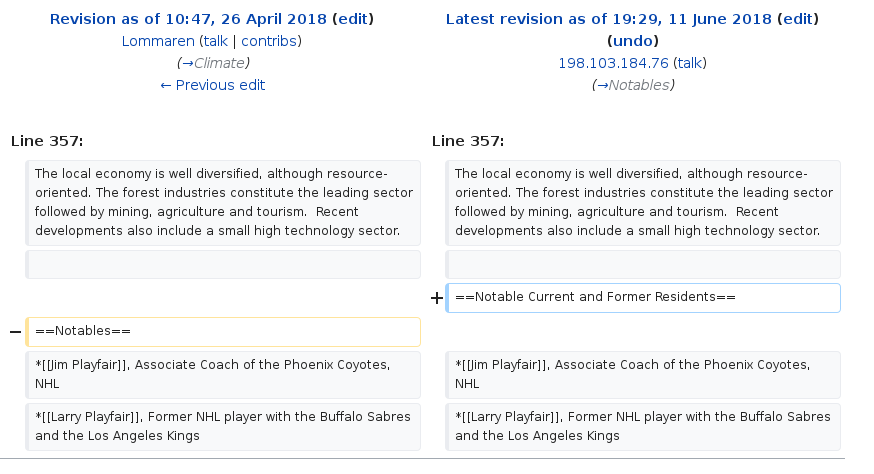 Revision as of 10:47, 26 April 2018 (edit)
Lommaren (talk | contribs)
(→Climate)
← Previous edit
Latest revision as of 19:29, 11 June 2018 (edit)
(undo)
198.103.184.76 (talk)
(→Notables)
Line 357:
Line 357:
The local economy is well diversified, although resource-
oriented. The forest industries constitute the leading sector
followed by mining, agriculture and tourism.  Recent
developments also include a small high technology sector.
The local economy is well diversified, although resource-
oriented. The forest industries constitute the leading sector
followed by mining, agriculture and tourism.  Recent
developments also include a small high technology sector.
+ ==Notable Current and Former Residents==
− ==Notables==
*[[Jim Playfair]], Associate Coach of the Phoenix Coyotes,
NHL
*[[Jim Playfair]], Associate Coach of the Phoenix Coyotes,
NHL
*[[Larry Playfair]], Former NHL player with the Buffalo Sabres
and the Los Angeles Kings
*[[Larry Playfair]], Former NHL player with the Buffalo Sabres
and the Los Angeles Kings